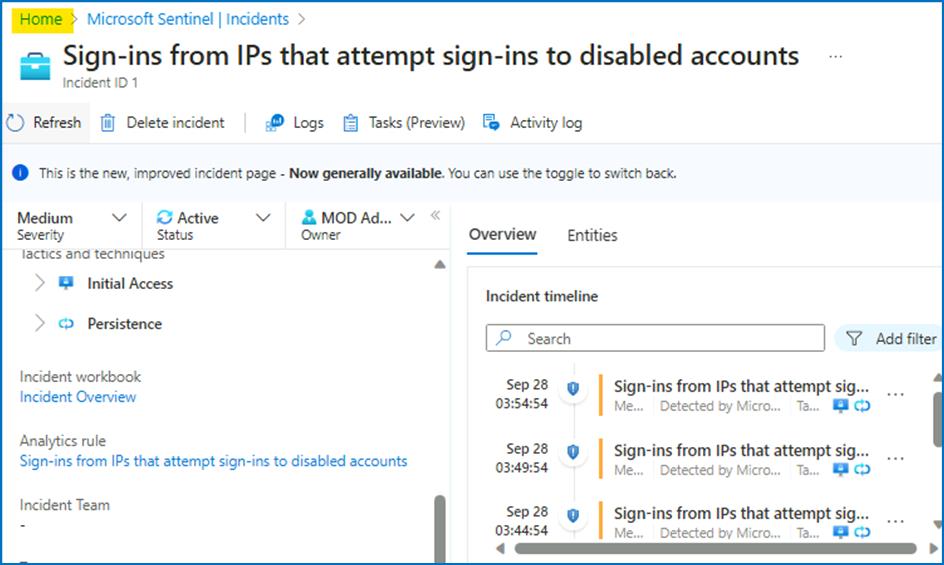 Home > Microsoft Sentinel | Incidents >
Sign-ins from IPs that attempt sign-ins to disabled accounts ...
Incident ID 1
Refresh Delete incident Logs Tasks (Preview) Activity log
This is the new, improved incident page - Now generally available. You can use the toggle to switch back.
Medium Active MOD Ad...
Severity Status Owner
Tactics and techniques
Initial Access
Persistence
Incident workbook
Incident Overview
Analytics rule
Sign-ins from IPs that attempt sign-ins to disabled accounts
Incident Team
-
Overview Entities
Incident timeline
Search Add filter
Sep 28 Sign-ins from IPs that attempt sig... ...
03:54:54 Me... Detected by Micro... Ta...
Sep 28 Sign-ins from IPs that attempt sig... ...
03:49:54 Me... Detected by Micro... Ta...
Sep 28 Sign-ins from IPs that attempt sig... ...
03:44:54 Me... Detected by Micro... Ta...